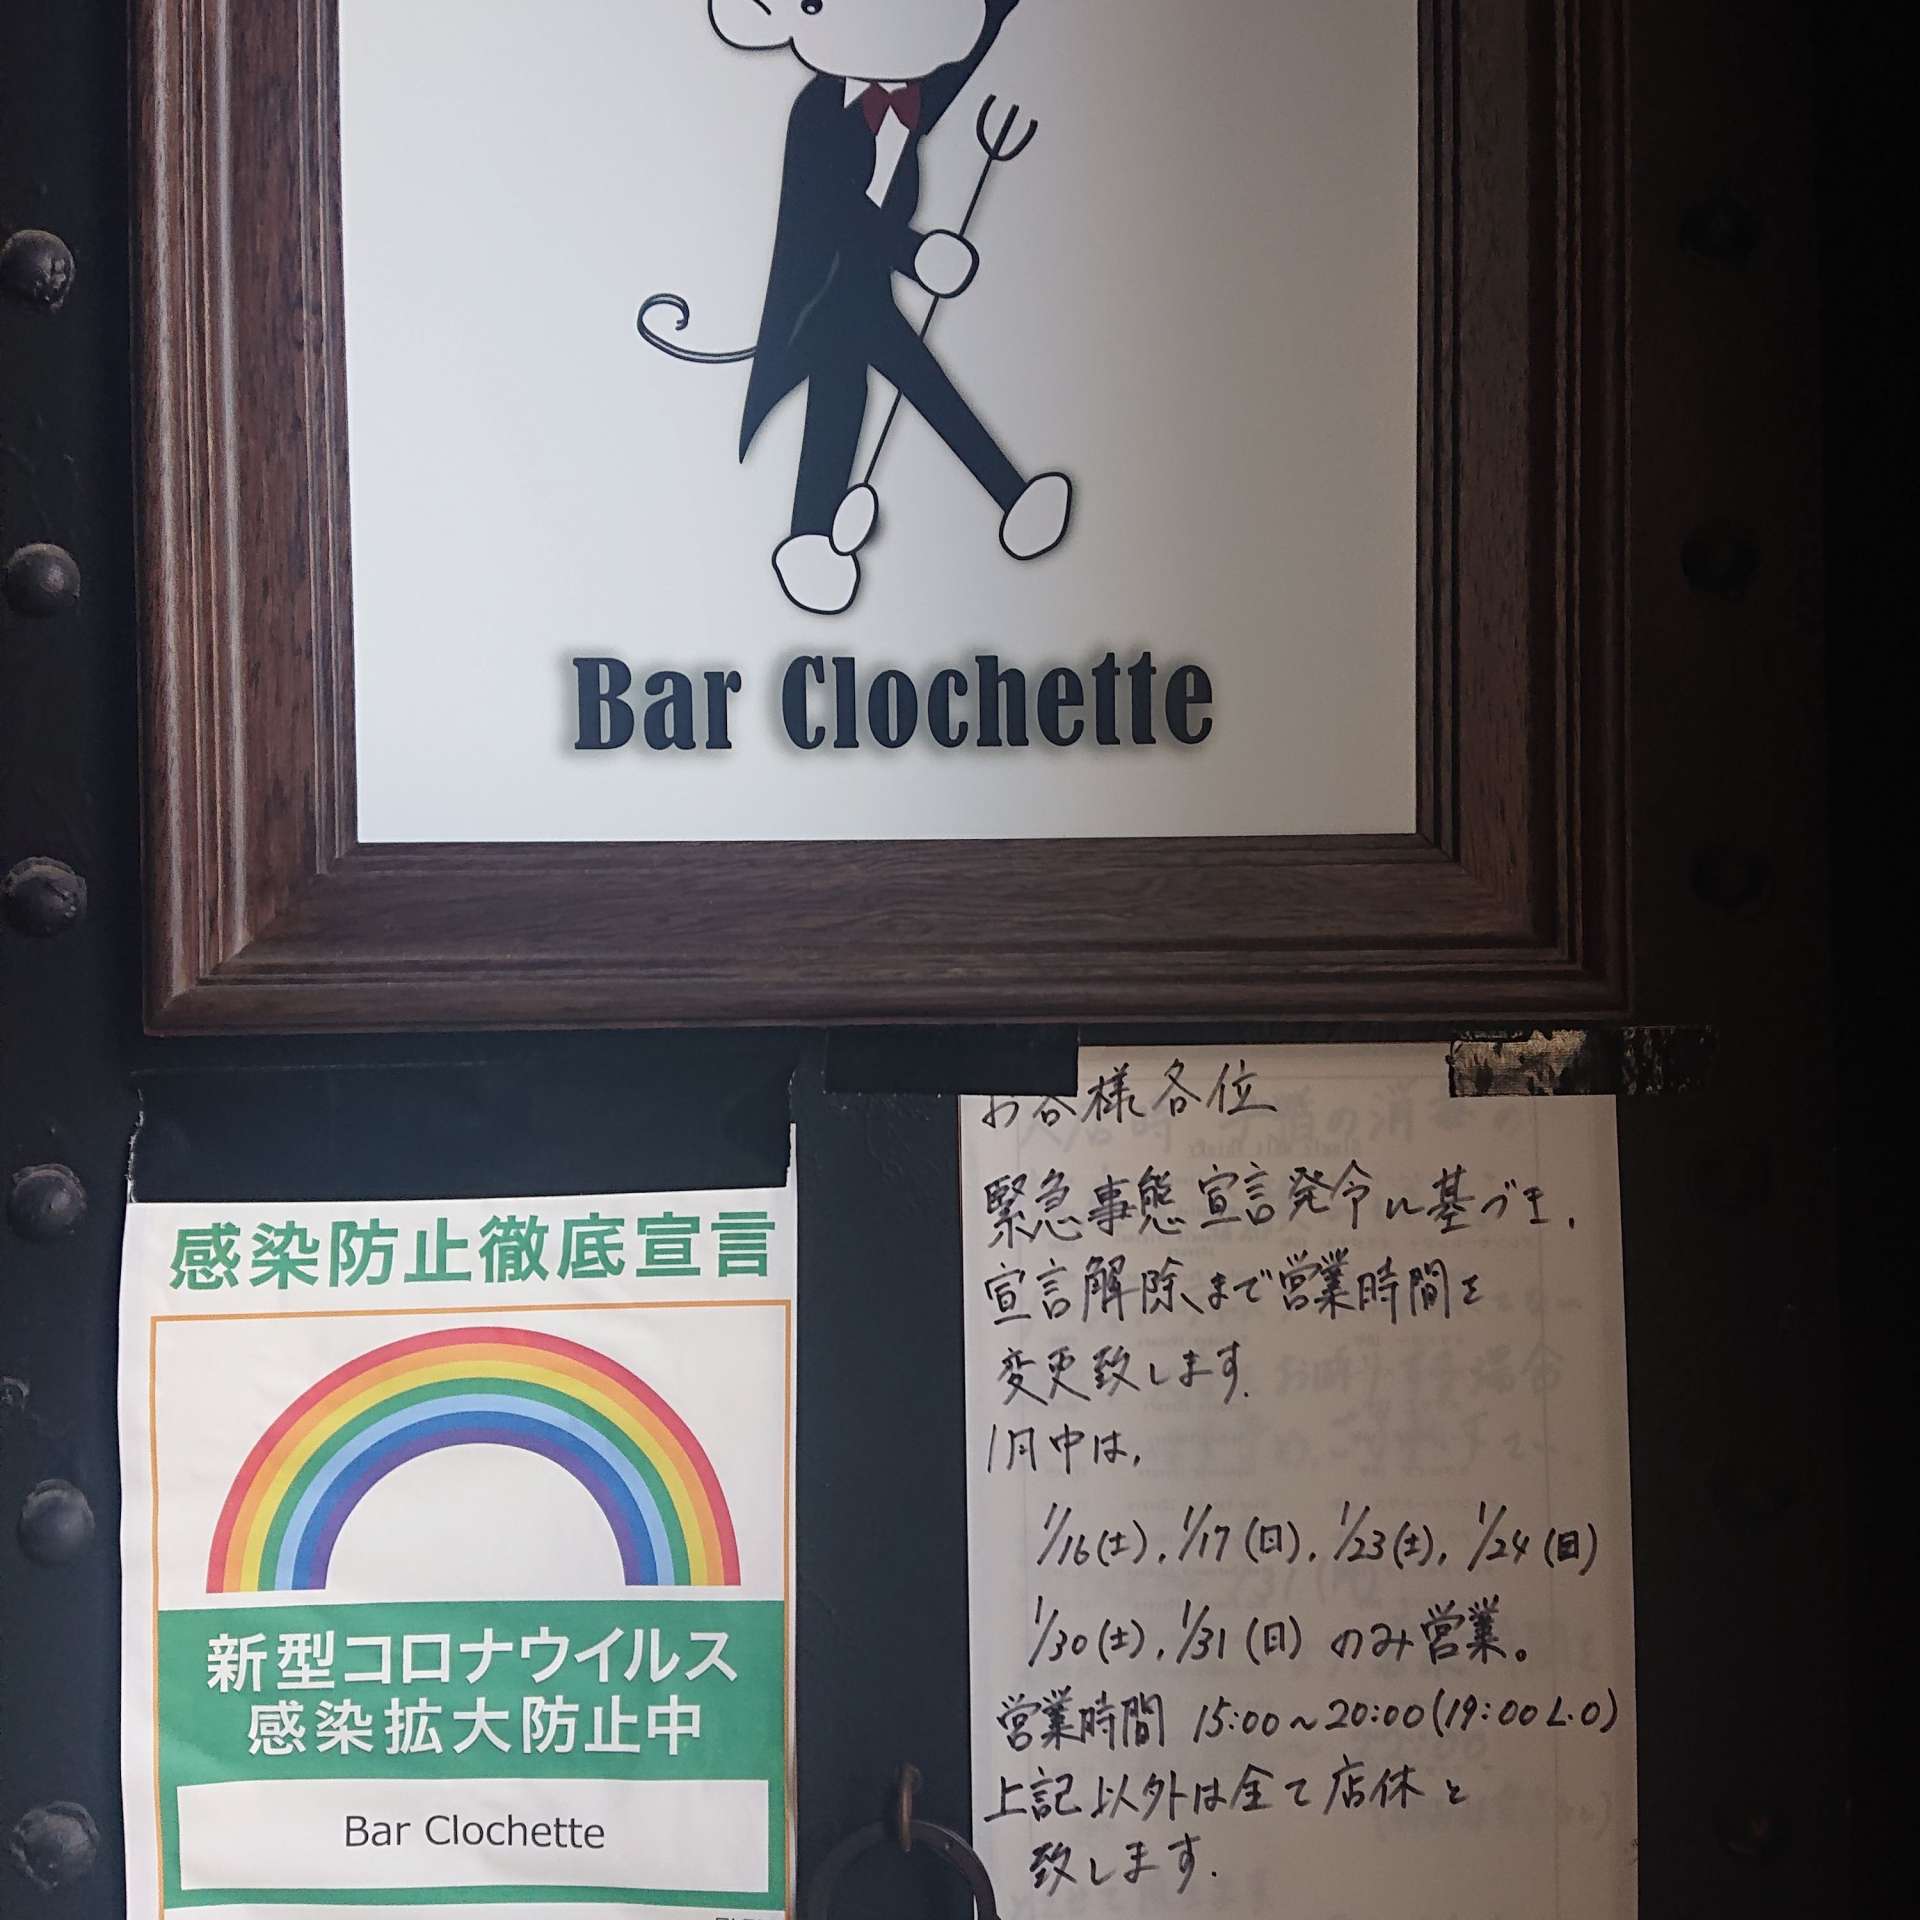 Bar Clochette
感染防止徹底宣言
新型コロナウイルス
感染拡大防止中
Bar Clochette
お客様各位
緊急事態宣言発令に基づき、
宣言解除まで営業時間を
変更致します.
1月中は、
1/16(土)、1/17(日)、1/23(土)、1/24(日)
1/30(土)、1/31(日)のみ営業。
営業時間 15:00～20:00(19:00 L.O)
上記以外は全て店休と
致します.